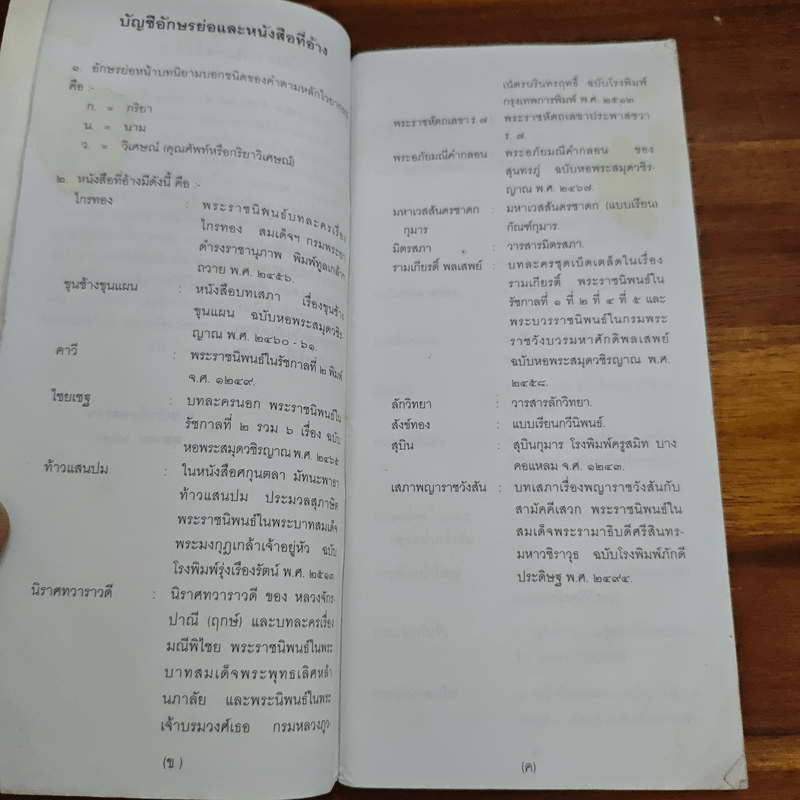 บัญชีอักษรย่อและหนังสือที่อ้าง
๑. อักษรย่อหน้าบทนิยามบอกชนิดของคำตามหลักไวยากรณ์
คือ :-
ก. = กริยา
น. = นาม
ว. = วิเศษณ์ (คุณศัพท์หรือกริยาวิเศษณ์)
๒. หนังสือที่อ้างมีดังนี้ คือ :-
ไกรทอง : พระราชนิพนธ์บทละครเรื่อง
ไกรทอง สมเด็จฯ กรมพระยา
ดำรงราชานุภาพ พิมพ์ทูลเกล้าฯ
ถวาย พ.ศ. ๒๔๕๖.
ขุนช้างขุนแผน : หนังสือบทเสภา เรื่องขุนช้าง
ขุนแผน ฉบับหอพระสมุดวชิร-
ญาณ พ.ศ. ๒๔๖๐ - ๖๑.
คาวี : พระราชนิพนธ์ในรัชกาลที่ ๒ พิมพ์
จ.ศ. ๑๒๔๙.
ไชยเชฐ : บทละครนอก พระราชนิพนธ์ใน
รัชกาลที่ ๒ รวม ๖ เรื่อง ฉบับ
หอพระสมุดวชิรญาณ พ.ศ. ๒๔๖๕
ท้าวแสนปม : ในหนังสือศกุนตลา มัทนะพาธา
ท้าวแสนปม ประมวลสุภาษิต
พระราชนิพนธ์ในพระบาทสมเด็จ
พระมงกุฎเกล้าเจ้าอยู่หัว ฉบับ
โรงพิมพ์รุ่งเรืองรัตน์ พ.ศ. ๒๕๑๓
นิราศทวาราวดี : นิราศทวาราวดี ของ หลวงจักร-
ปาณี (ฤกษ์) และบทละครเรื่อง
มณีพิไชย พระราชนิพนธ์ในพระ
บาทสมเด็จพระพุทธเลิศหล้า
นภาลัย และพระนิพนธ์ในพระ
เจ้าบรมวงศ์เธอ กรมหลวงภูว-
(ข)
เนัตรนรินทรฤทธิ์ ฉบับโรงพิมพ์
กรุงเทพการพิมพ์ พ.ศ. ๒๕๑๓
พระราชหัตถเลขา ร. ๗ : พระราชหัตถเลขาประพาสชวา
ร. ๗.
พระอภัยมณีคำกลอน : พระอภัยมณีคำกลอน ของ
สุนทรภู่ ฉบับหอพระสมุดวชิร-
ญาณ พ.ศ. ๒๔๖๗.
มหาเวสสันดรชาดก : มหาเวสสันดรชาดก (แบบเรียน)
กุมาร กัณฑ์กุมาร.
มิตรสภา : วารสารมิตรสภา.
รามเกียรติ์ พลเสพย์ : บทละครชุดเบ็ดเตล็ดในเรื่อง
รามเกียรติ์ พระราชนิพนธ์ใน
รัชกาลที่ ๑ ที่ ๒ ที่ ๔ ที่ ๕ และ
พระบวรราชนิพนธ์ในกรมพระ
ราชวังบวรมหาศักดิพลเสพย์
ฉบับหอพระสมุดวชิรญาณ พ.ศ.
๒๔๕๘.
ลักวิทยา : วารสารลักวิทยา.
สังข์ทอง : แบบเรียนกวีนิพนธ์.
สุบิน : สุบินกุมาร โรงพิมพ์ครูสมิท บาง
คอแหลม จ.ศ. ๑๒๔๓.
เสภาพญาราชวังสัน : บทเสภาเรื่องพญาราชวังสันกับ
สามัคคีเสวก พระราชนิพนธ์ใน
สมเด็จพระรามาธิบดีศรีสินทร-
มหาวชิราวุธ ฉบับโรงพิมพ์ภักดี
ประดิษฐ พ.ศ. ๒๔๙๔.
(ค)